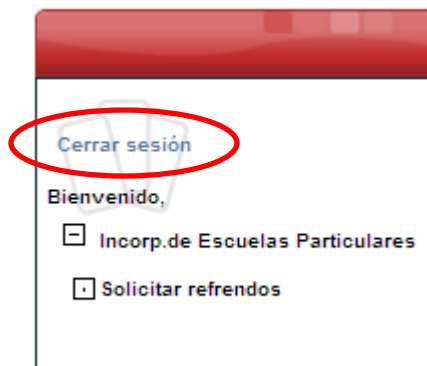 Cerrar sesión
Bienvenido,
Incorp.de Escuelas Particulares
Solicitar refrendos